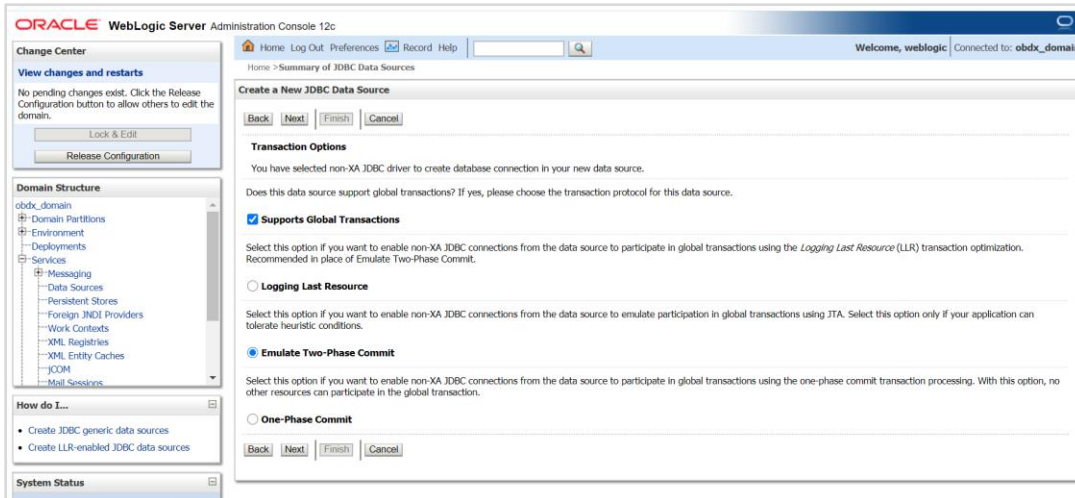 ORACLE WebLogic Server Administration Console 12c
Change Center
View changes and restarts
No pending changes exist. Click the Release
Configuration button to allow others to edit the
domain.
Lock & Edit
Release Configuration
Domain Structure
obdx_domain
Domain Partitions
Environment
Deployments
Services
Messaging
Data Sources
Persistent Stores
Foreign JNDI Providers
Work Contexts
XML Registries
XML Entity Caches
jCOM
Mail Sessions
How do I...
Create JDBC generic data sources
Create LLR-enabled JDBC data sources
System Status
Home Log Out Preferences Record Help
Welcome, weblogic Connected to: obdx_domain
Home >Summary of JDBC Data Sources
Create a New JDBC Data Source
Back Next Finish Cancel
Transaction Options
You have selected non-XA JDBC driver to create database connection in your new data source.
Does this data source support global transactions? If yes, please choose the transaction protocol for this data source.
Supports Global Transactions
Select this option if you want to enable non-XA JDBC connections from the data source to participate in global transactions using the Logging Last Resource (LLR) transaction optimization.
Recommended in place of Emulate Two-Phase Commit.
Logging Last Resource
Select this option if you want to enable non-XA JDBC connections from the data source to emulate participation in global transactions using JTA. Select this option only if your application can
tolerate heuristic conditions.
Emulate Two-Phase Commit
Select this option if you want to enable non-XA JDBC connections from the data source to participate in global transactions using the one-phase commit transaction processing. With this option, no
other resources can participate in the global transaction.
One-Phase Commit
Back Next Finish Cancel